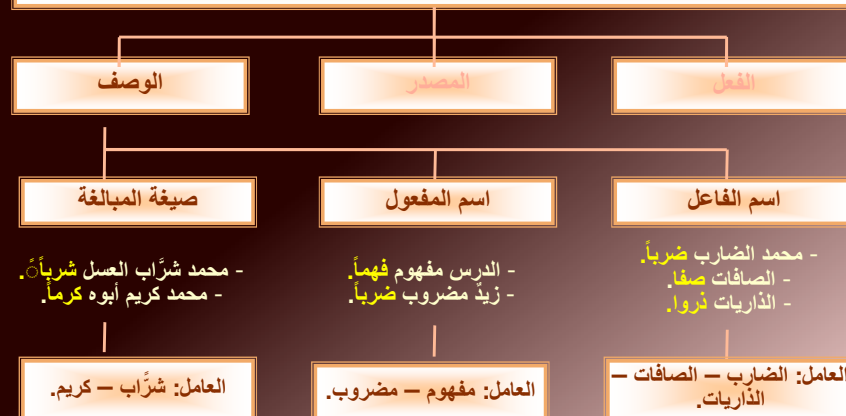 الفعل
المصدر
الوصف
اسم الفاعل
اسم المفعول
صيغة المبالغة
- محمد الضارب ضرباً.
- الصافات صفا.
- الذاريات ذروا.
- الدرس مفهوم فهماً.
- زيدٌ مضروب ضرباً.
- محمد شرَّاب العسل شرباًً.
- محمد كريم أبوه كرماً.
العامل: الضارب – الصافات –
الذاريات.
العامل: مفهوم – مضروب.
العامل: شرَّاب – كريم.